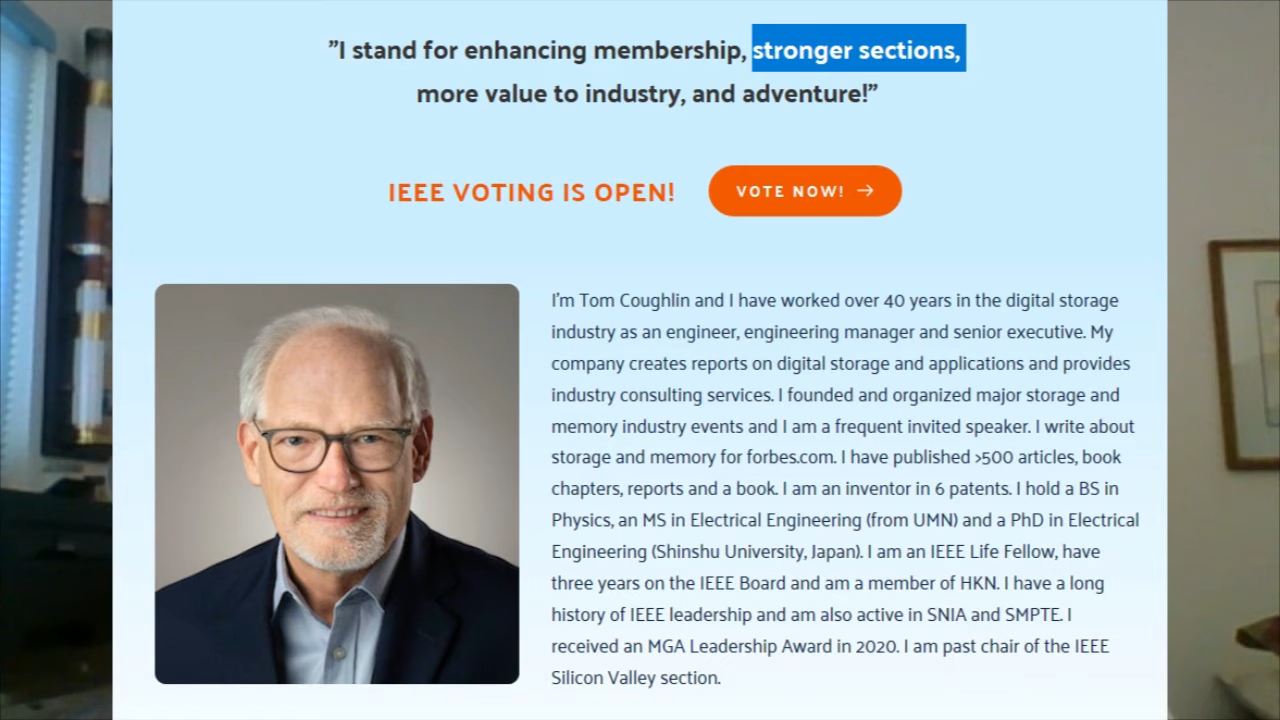 ”I stand for enhancing membership, stronger sections,
more value to industry, and adventure!”
IEEE VOTING IS OPEN!
VOTE NOW! →
I'm Tom Coughlin and I have worked over 40 years in the digital storage
industry as an engineer, engineering manager and senior executive. My
company creates reports on digital storage and applications and provides
industry consulting services. I founded and organized major storage and
memory industry events and I am a frequent invited speaker. I write about
storage and memory for forbes.com. I have published >500 articles, book
chapters, reports and a book. I am an inventor in 6 patents. I hold a BS in
Physics, an MS in Electrical Engineering (from UMN) and a PhD in Electrical
Engineering (Shinshu University, Japan). I am an IEEE Life Fellow, have
three years on the IEEE Board and am a member of HKN. I have a long
history of IEEE leadership and am also active in SNIA and SMPTE. I
received an MGA Leadership Award in 2020. I am past chair of the IEEE
Silicon Valley section.